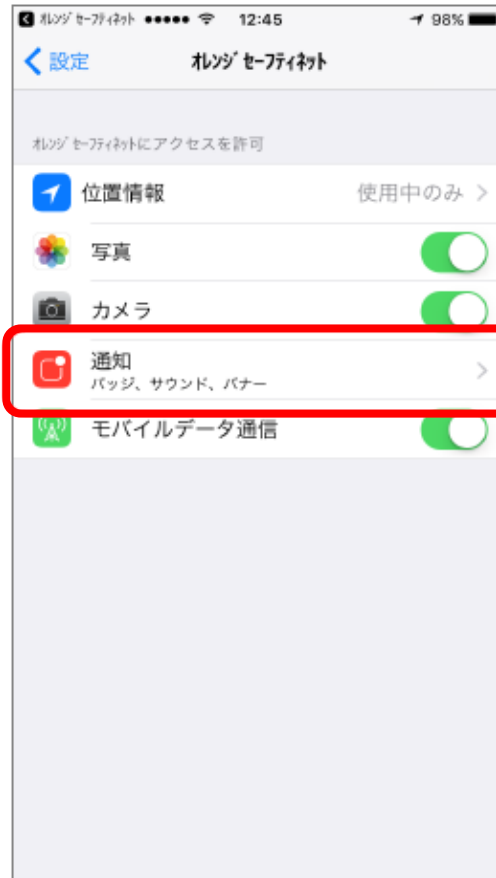 ｵﾚﾝｼﾞ ｾｰﾌﾃｨﾈｯﾄ 12:45 98%
設定 ｵﾚﾝｼﾞ ｾｰﾌﾃｨﾈｯﾄ
ｵﾚﾝｼﾞ ｾｰﾌﾃｨﾈｯﾄにアクセスを許可
位置情報 使用中のみ
写真
カメラ
通知
バッジ、サウンド、バナー
モバイルデータ通信